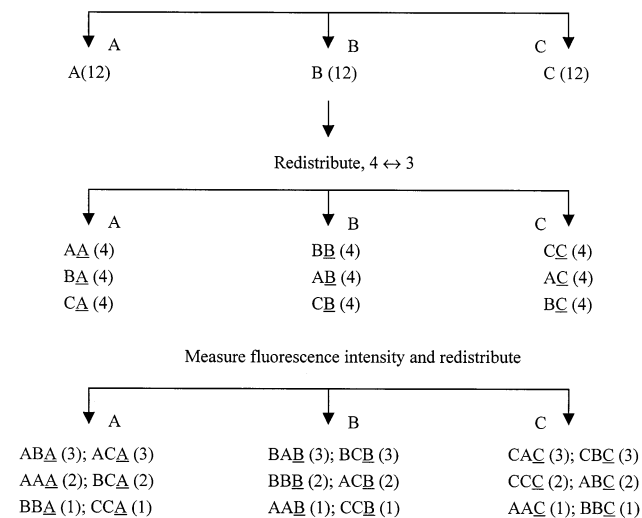 A B C
A(12) B (12) C (12)
Redistribute, 4 ↔ 3
A B C
AA (4) BB (4) CC (4)
BA (4) AB (4) AC (4)
CA (4) CB (4) BC (4)
Measure fluorescence intensity and redistribute
A B C
ABA (3); ACA (3) BAB (3); BCB (3) CAC (3); CBC (3)
AAA (2); BCA (2) BBB (2); ACB (2) CCC (2); ABC (2)
BBA (1); CCA (1) AAB (1); CCB (1) AAC (1); BBC (1)